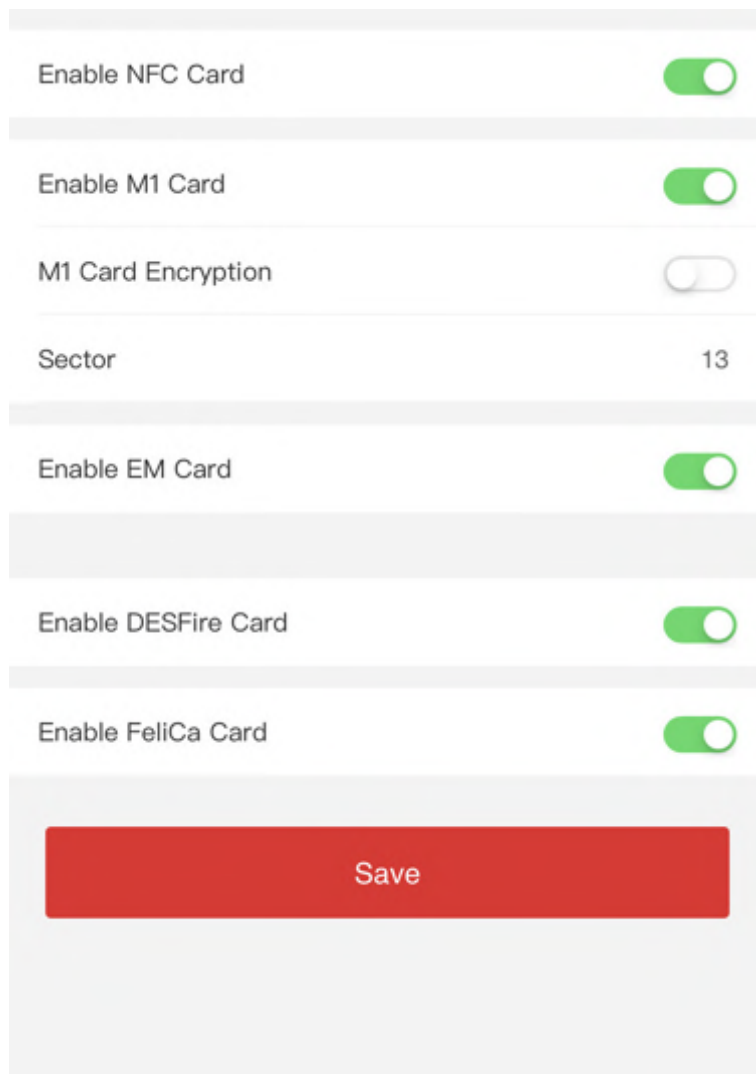 Enable NFC Card
Enable M1 Card
M1 Card Encryption
Sector 13
Enable EM Card
Enable DESFire Card
Enable FeliCa Card
Save